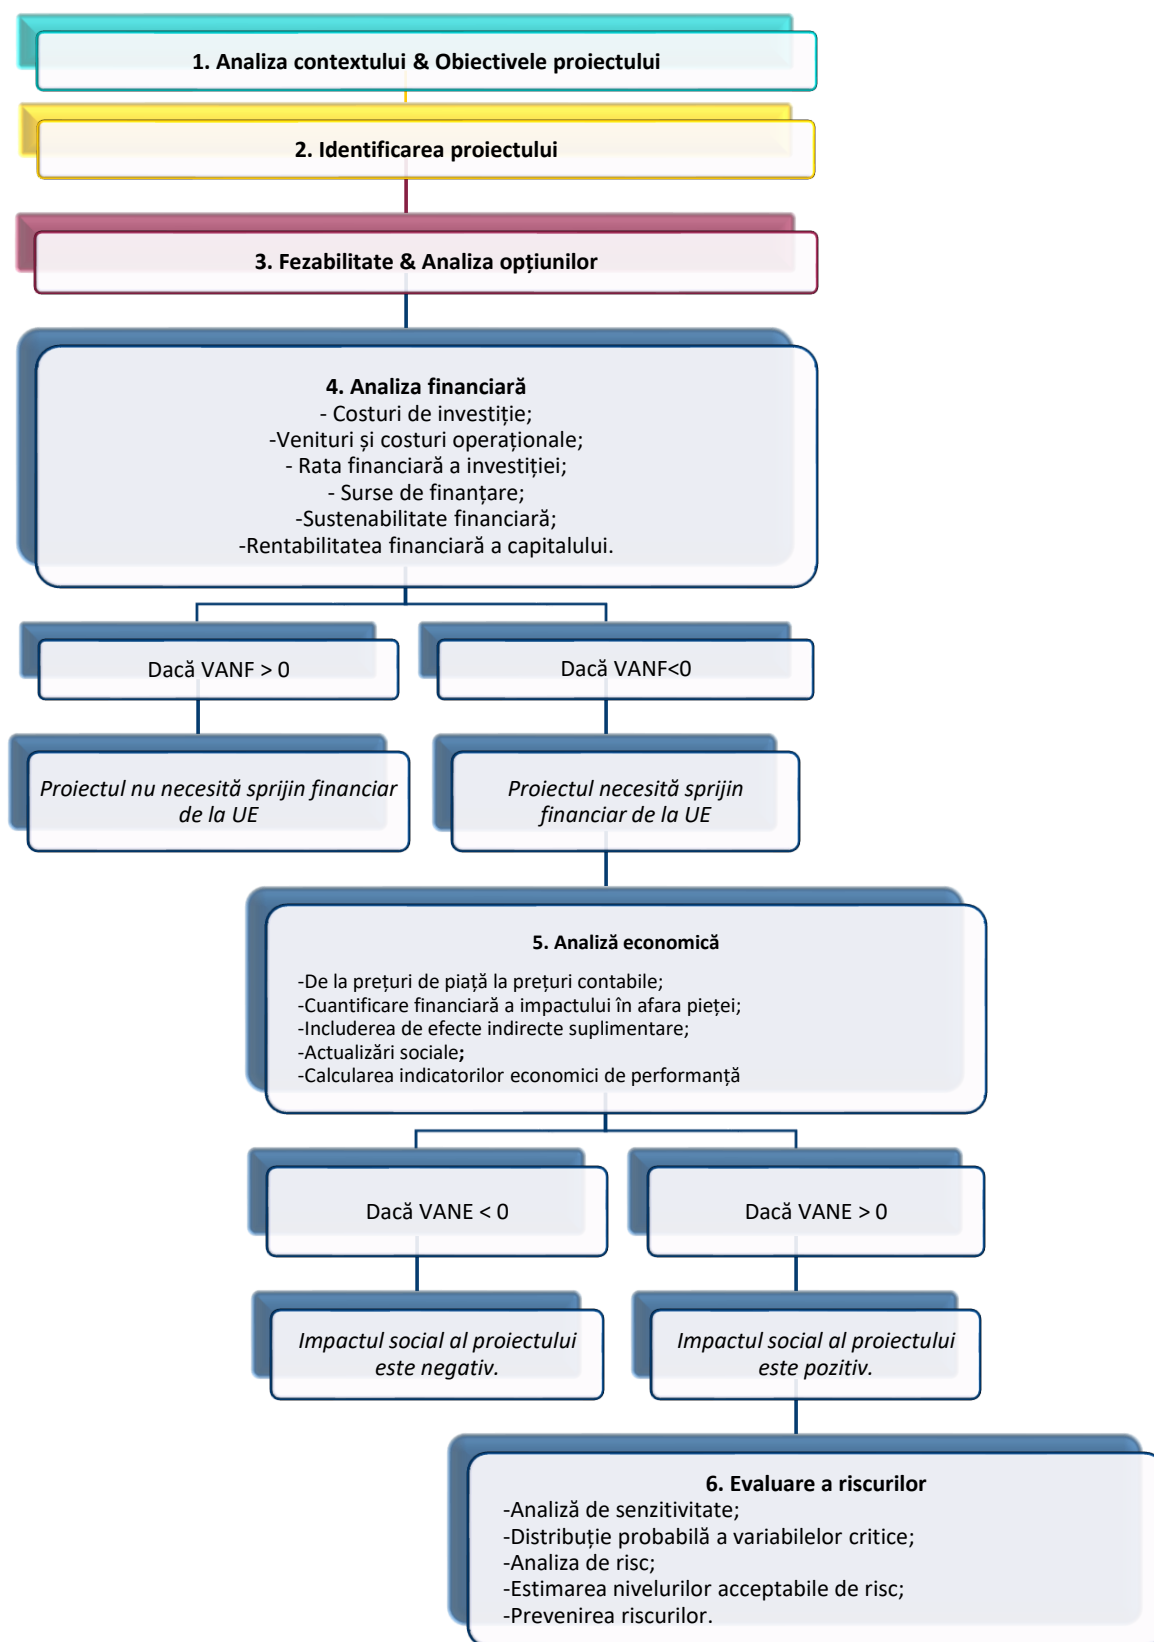 1. Analiza contextului & Obiectivele proiectului
2. Identificarea proiectului
3. Fezabilitate & Analiza opțiunilor
4. Analiza financiară
- Costuri de investiție;
-Venituri și costuri operaționale;
- Rata financiară a investiției;
- Surse de finanțare;
-Sustenabilitate financiară;
-Rentabilitatea financiară a capitalului.
Dacă VANF > 0
Dacă VANF<0
Proiectul nu necesită sprijin financiar
de la UE
Proiectul necesită sprijin
financiar de la UE
5. Analiză economică
-De la prețuri de piață la prețuri contabile;
-Cuantificare financiară a impactului în afara pieței;
-Includerea de efecte indirecte suplimentare;
-Actualizări sociale;
-Calcularea indicatorilor economici de performanță
Dacă VANE < 0
Dacă VANE > 0
Impactul social al proiectului
este negativ.
Impactul social al proiectului
este pozitiv.
6. Evaluare a riscurilor
-Analiză de senzitivitate;
-Distribuție probabilă a variabilelor critice;
-Analiza de risc;
-Estimarea nivelurilor acceptabile de risc;
-Prevenirea riscurilor.